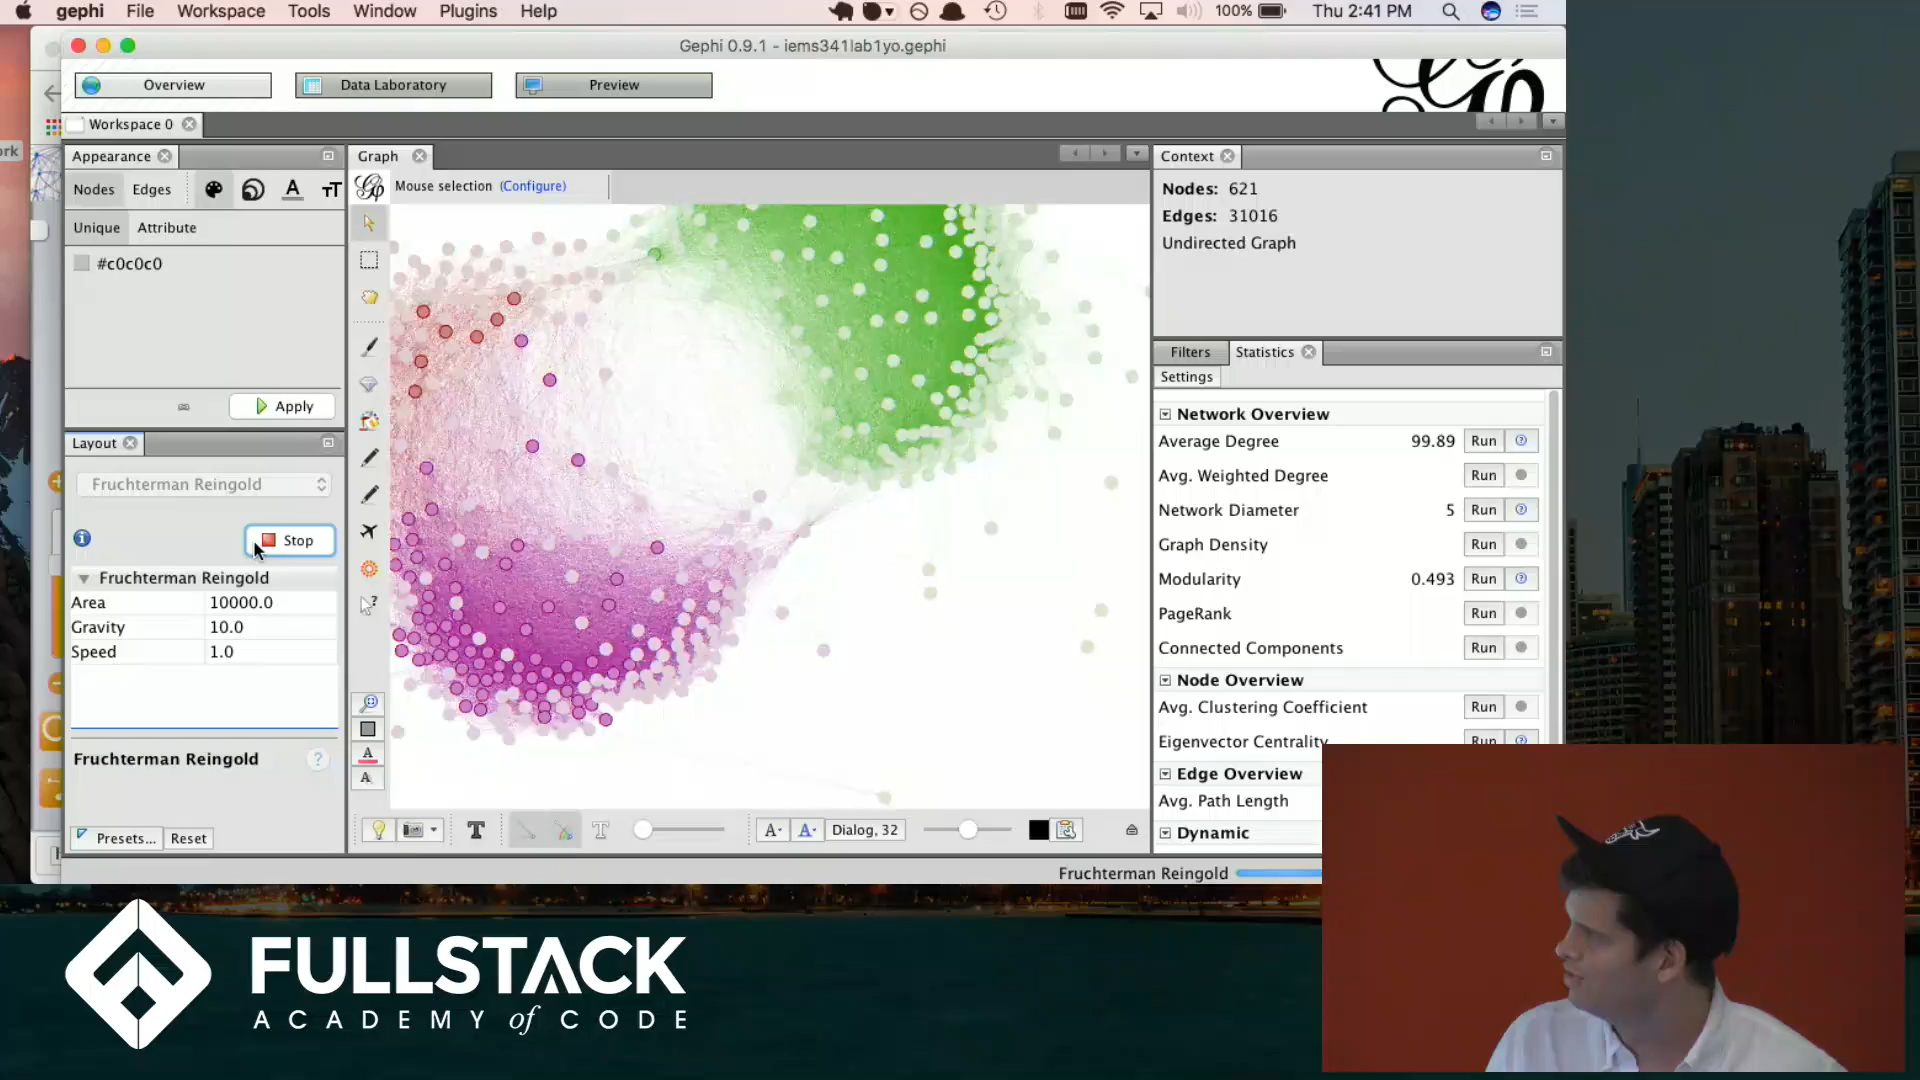 gephi File Workspace Tools Window Plugins Help 100% Thu 2:41 PM
Gephi 0.9.1 - iems341lab1yo.gephi
Overview Data Laboratory Preview
Workspace 0
ork
Appearance
Nodes Edges A TT
Unique Attribute
#c0c0c0
Apply
Layout
Fruchterman Reingold
Stop
Fruchterman Reingold
Area 10000.0
Gravity 10.0
Speed 1.0
Fruchterman Reingold ?
Presets... Reset
Graph
Mouse selection (Configure)
A
A
T T A A Dialog, 32
Context
Nodes: 621
Edges: 31016
Undirected Graph
Filters Statistics
Settings
Network Overview
Average Degree 99.89 Run ?
Avg. Weighted Degree Run
Network Diameter 5 Run ?
Graph Density Run
Modularity 0.493 Run ?
PageRank Run
Connected Components Run
Node Overview
Avg. Clustering Coefficient Run
Eigenvector Centrality Run ?
Edge Overview
Avg. Path Length
Dynamic
Fruchterman Reingold
FULLSTACK
ACADEMY of CODE